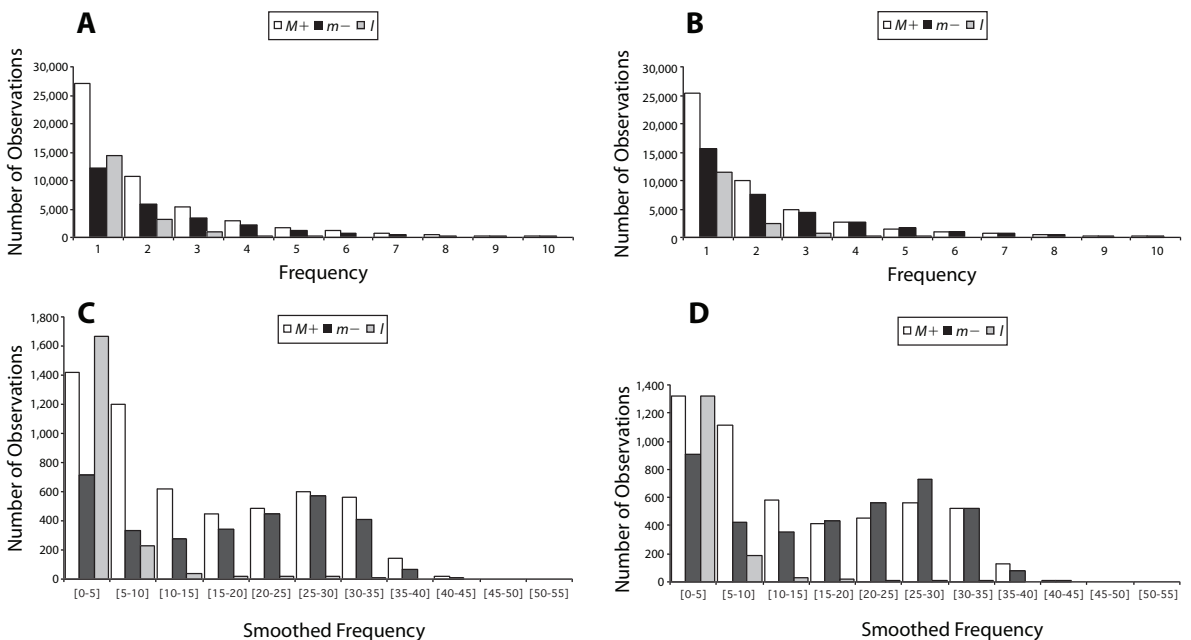 A
M+ m− I
Number of Observations
30,000
25,000
20,000
15,000
10,000
5,000
0
1 2 3 4 5 6 7 8 9 10
Frequency
B
M+ m− I
Number of Observations
30,000
25,000
20,000
15,000
10,000
5,000
0
1 2 3 4 5 6 7 8 9 10
Frequency
C
M+ m− I
Number of Observations
1,800
1,600
1,400
1,200
1,000
800
600
400
200
0
[0-5] [5-10] [10-15] [15-20] [20-25] [25-30] [30-35] [35-40] [40-45] [45-50] [50-55]
Smoothed Frequency
D
M+ m− I
Number of Observations
1,400
1,200
1,000
800
600
400
200
0
[0-5] [5-10] [10-15] [15-20] [20-25] [25-30] [30-35] [35-40] [40-45] [45-50] [50-55]
Smoothed Frequency